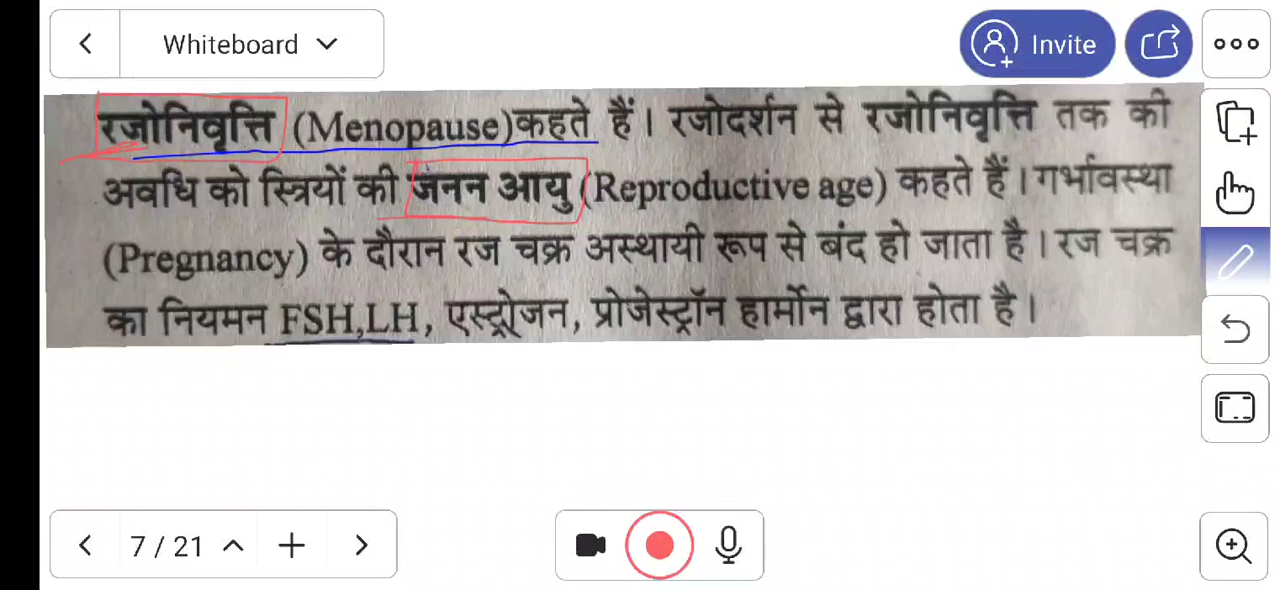 Whiteboard
Invite
रजोनिवृत्ति (Menopause)कहते हैं। रजोदर्शन से रजोनिवृत्ति तक की
अवधि को स्त्रियों की जनन आयु (Reproductive age) कहते हैं। गर्भावस्था
(Pregnancy) के दौरान रज चक्र अस्थायी रूप से बंद हो जाता है। रज चक्र
का नियमन FSH,LH, एस्ट्रोजन, प्रोजेस्ट्रॉन हार्मोन द्वारा होता है।
7 / 21